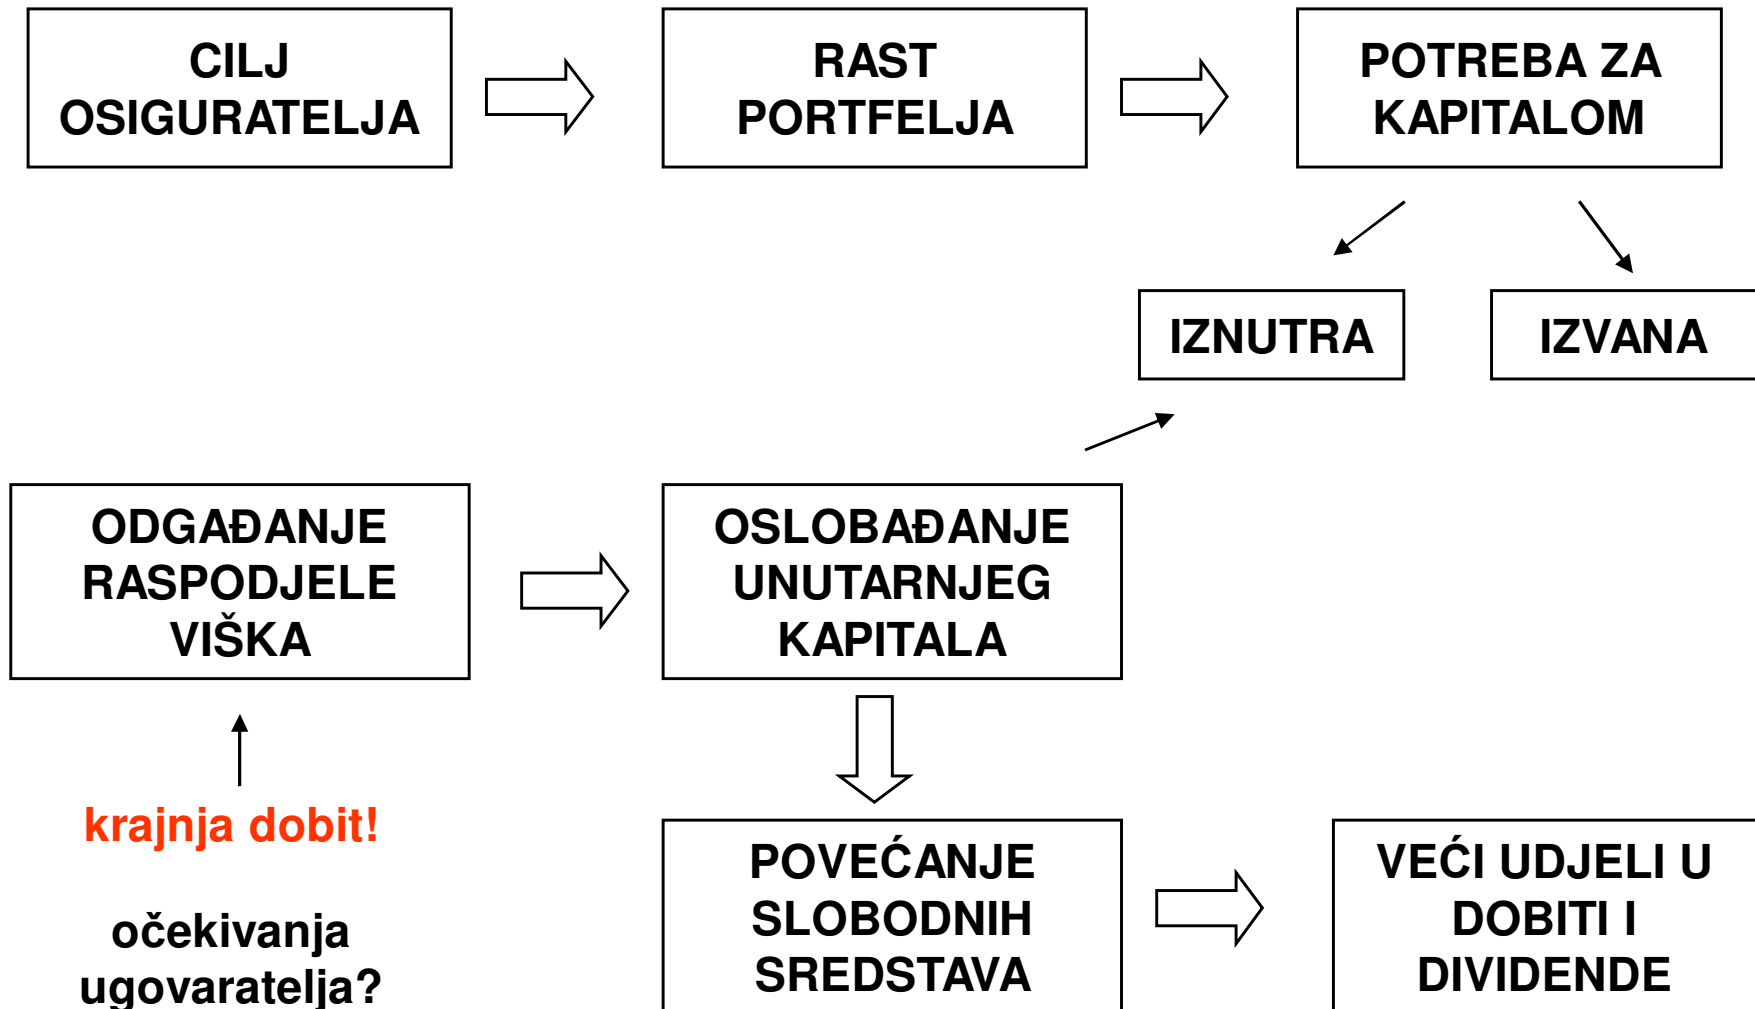 CILJ
OSIGURATELJA
RAST
PORTFELJA
POTREBA ZA
KAPITALOM
IZNUTRA
IZVANA
ODGAĐANJE
RASPODJELE
VIŠKA
OSLOBAĐANJE
UNUTARNJEG
KAPITALA
krajnja dobit!
očekivanja
ugovaratelja?
POVEĆANJE
SLOBODNIH
SREDSTAVA
VEĆI UDJELI U
DOBITI I
DIVIDENDE